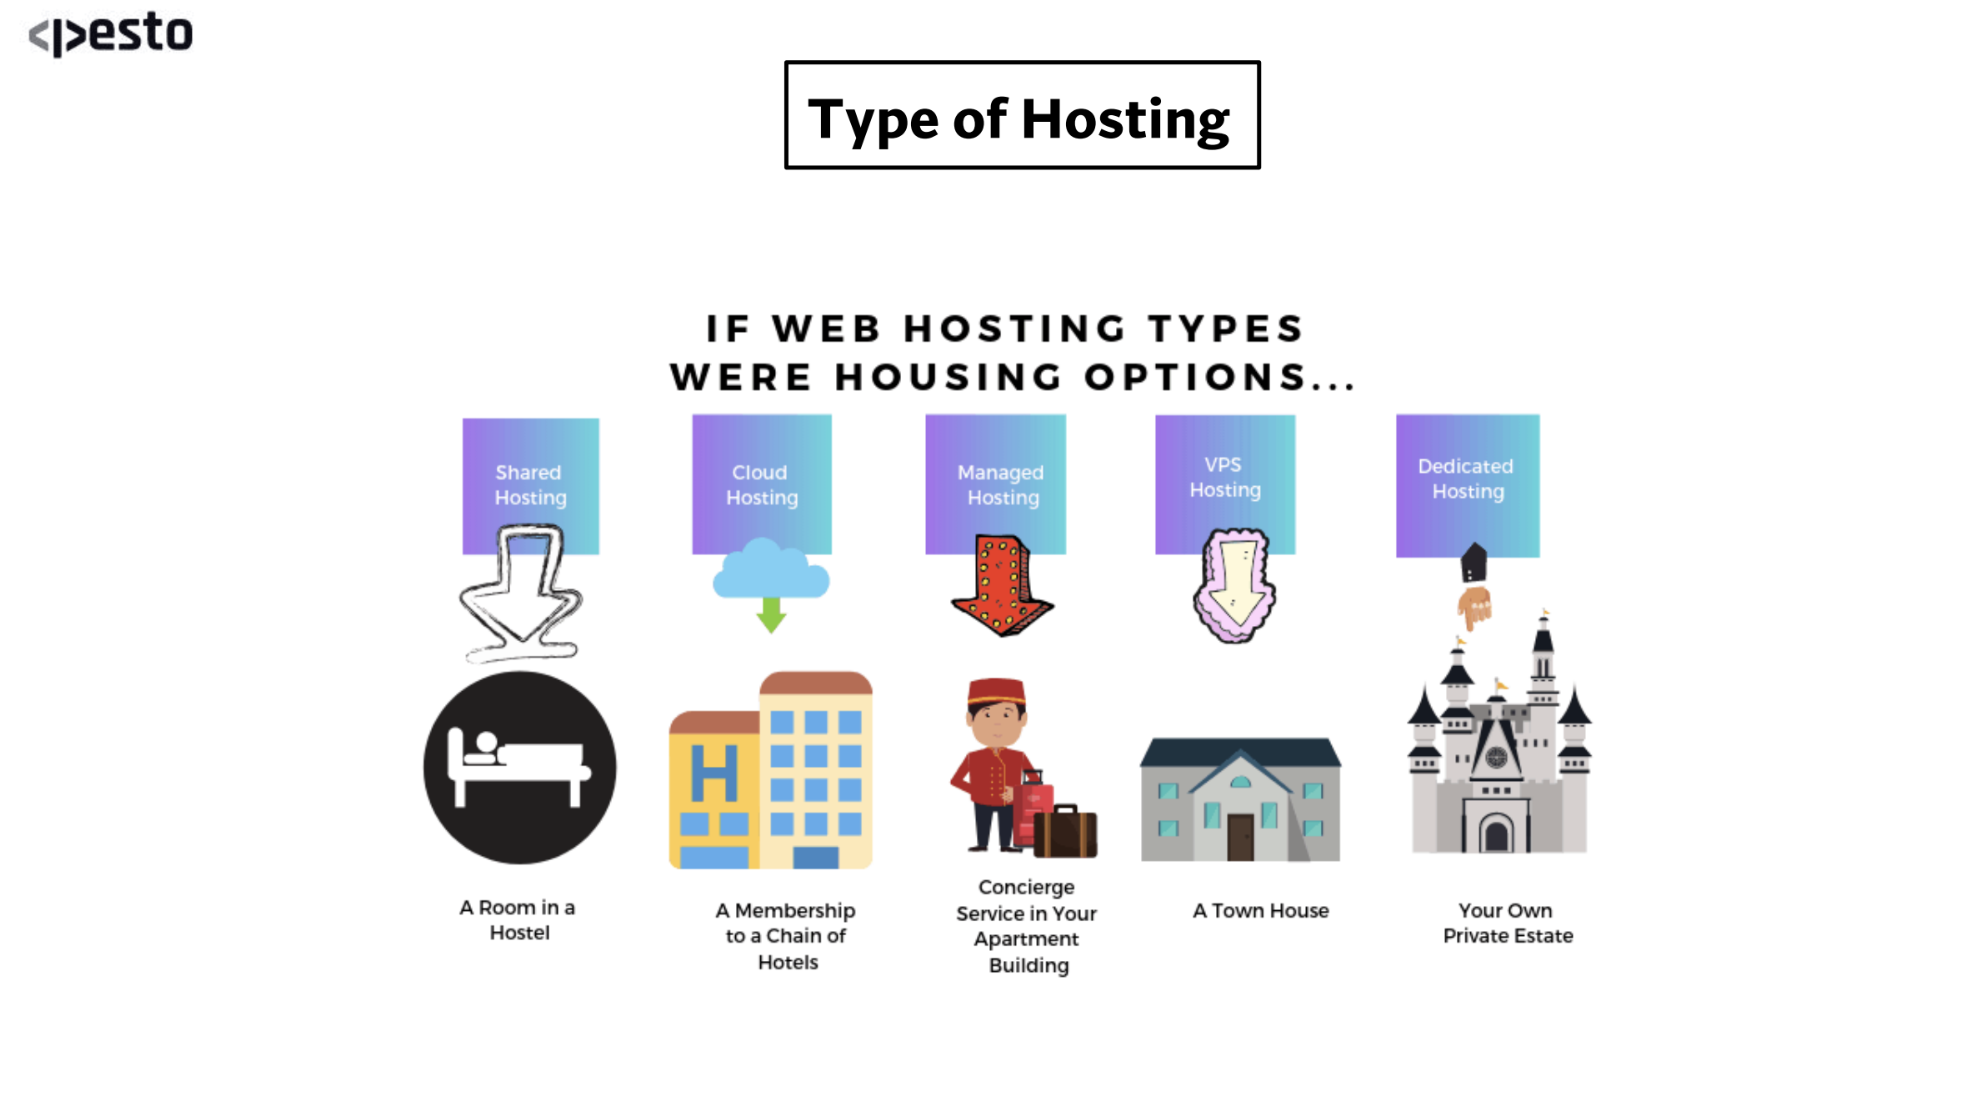 <|>esto
Type of Hosting
IF WEB HOSTING TYPES
WERE HOUSING OPTIONS...
Shared
Hosting
Cloud
Hosting
Managed
Hosting
VPS
Hosting
Dedicated
Hosting
H
A Room in a
Hostel
A Membership
to a Chain of
Hotels
Concierge
Service in Your
Apartment
Building
A Town House
Your Own
Private Estate